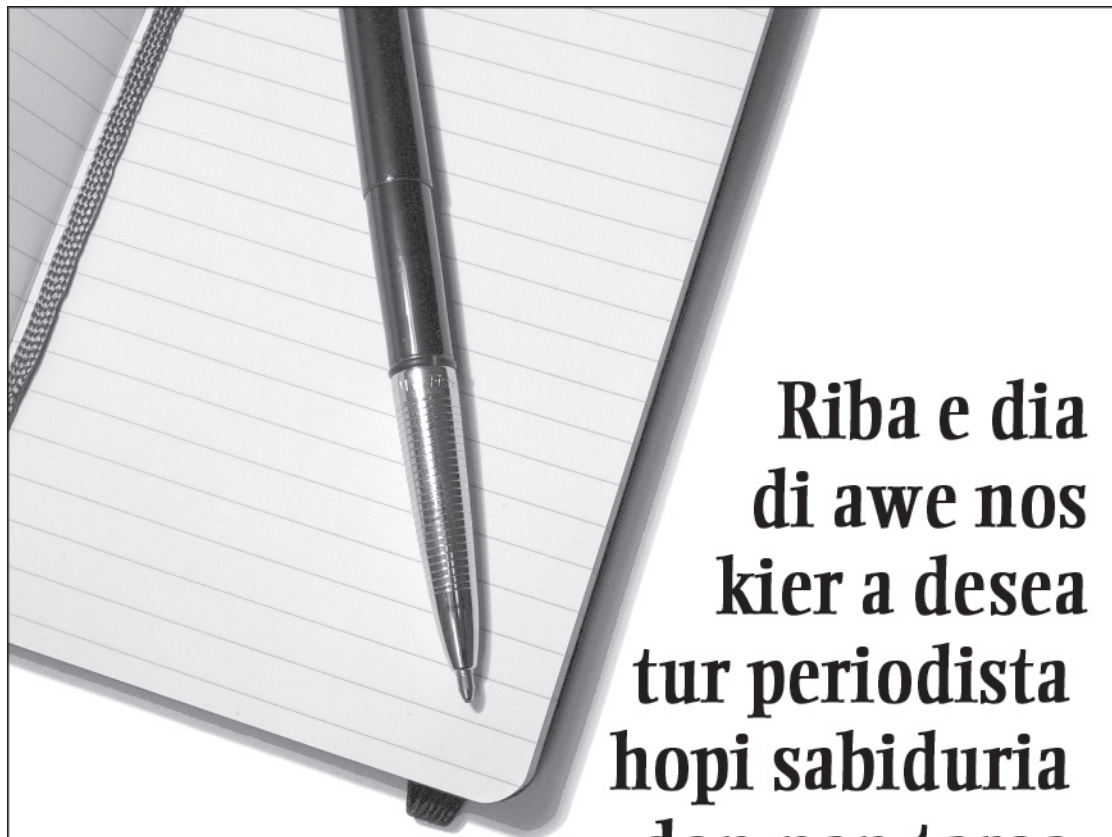 Riba e dia
di awe nos
kier a desea
tur periodista
hopi sabiduria